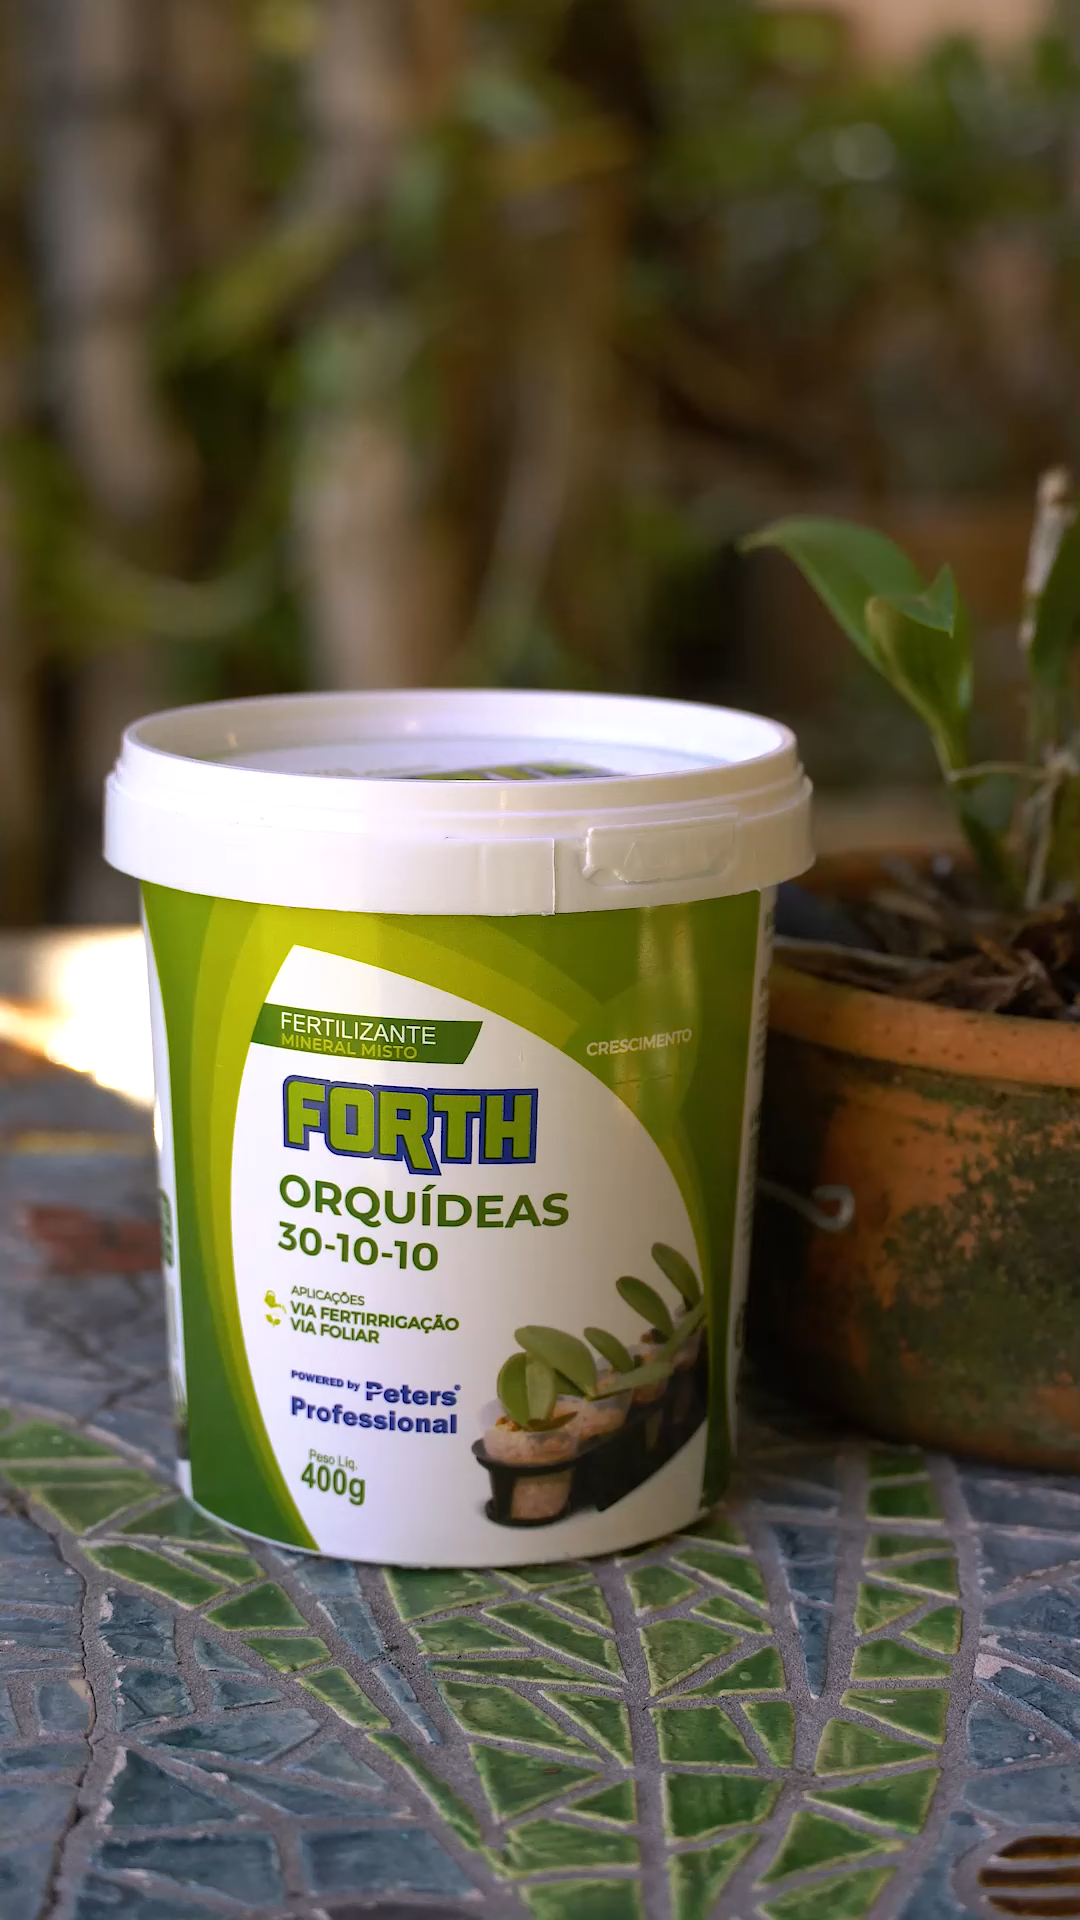 FERTILIZANTE
MINERAL MISTO
CRESCIMENTO
FORTH
ORQUÍDEAS
30-10-10
APLICAÇÕES
VIA FERTIRRIGAÇÃO
VIA FOLIAR
POWERED by Peters®
Professional
Peso Líq.
400g